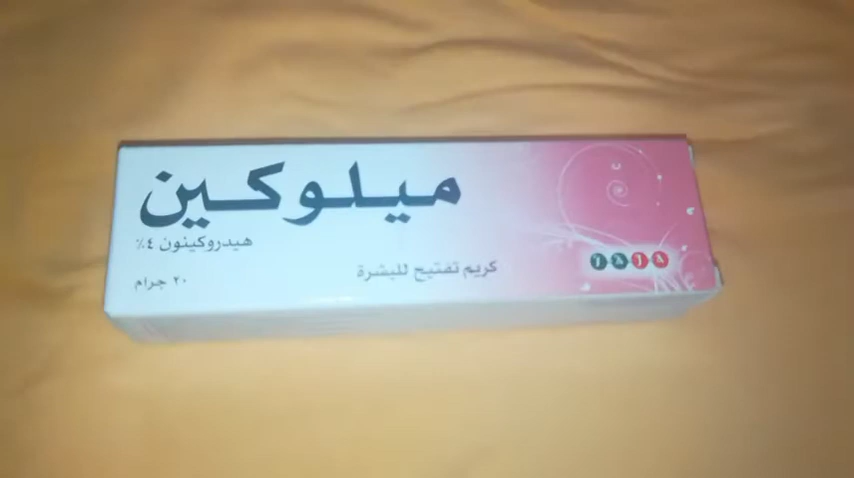 ميلوكين
هيدروكينون ٤٪
كريم تفتيح للبشرة
٢٠ جرام